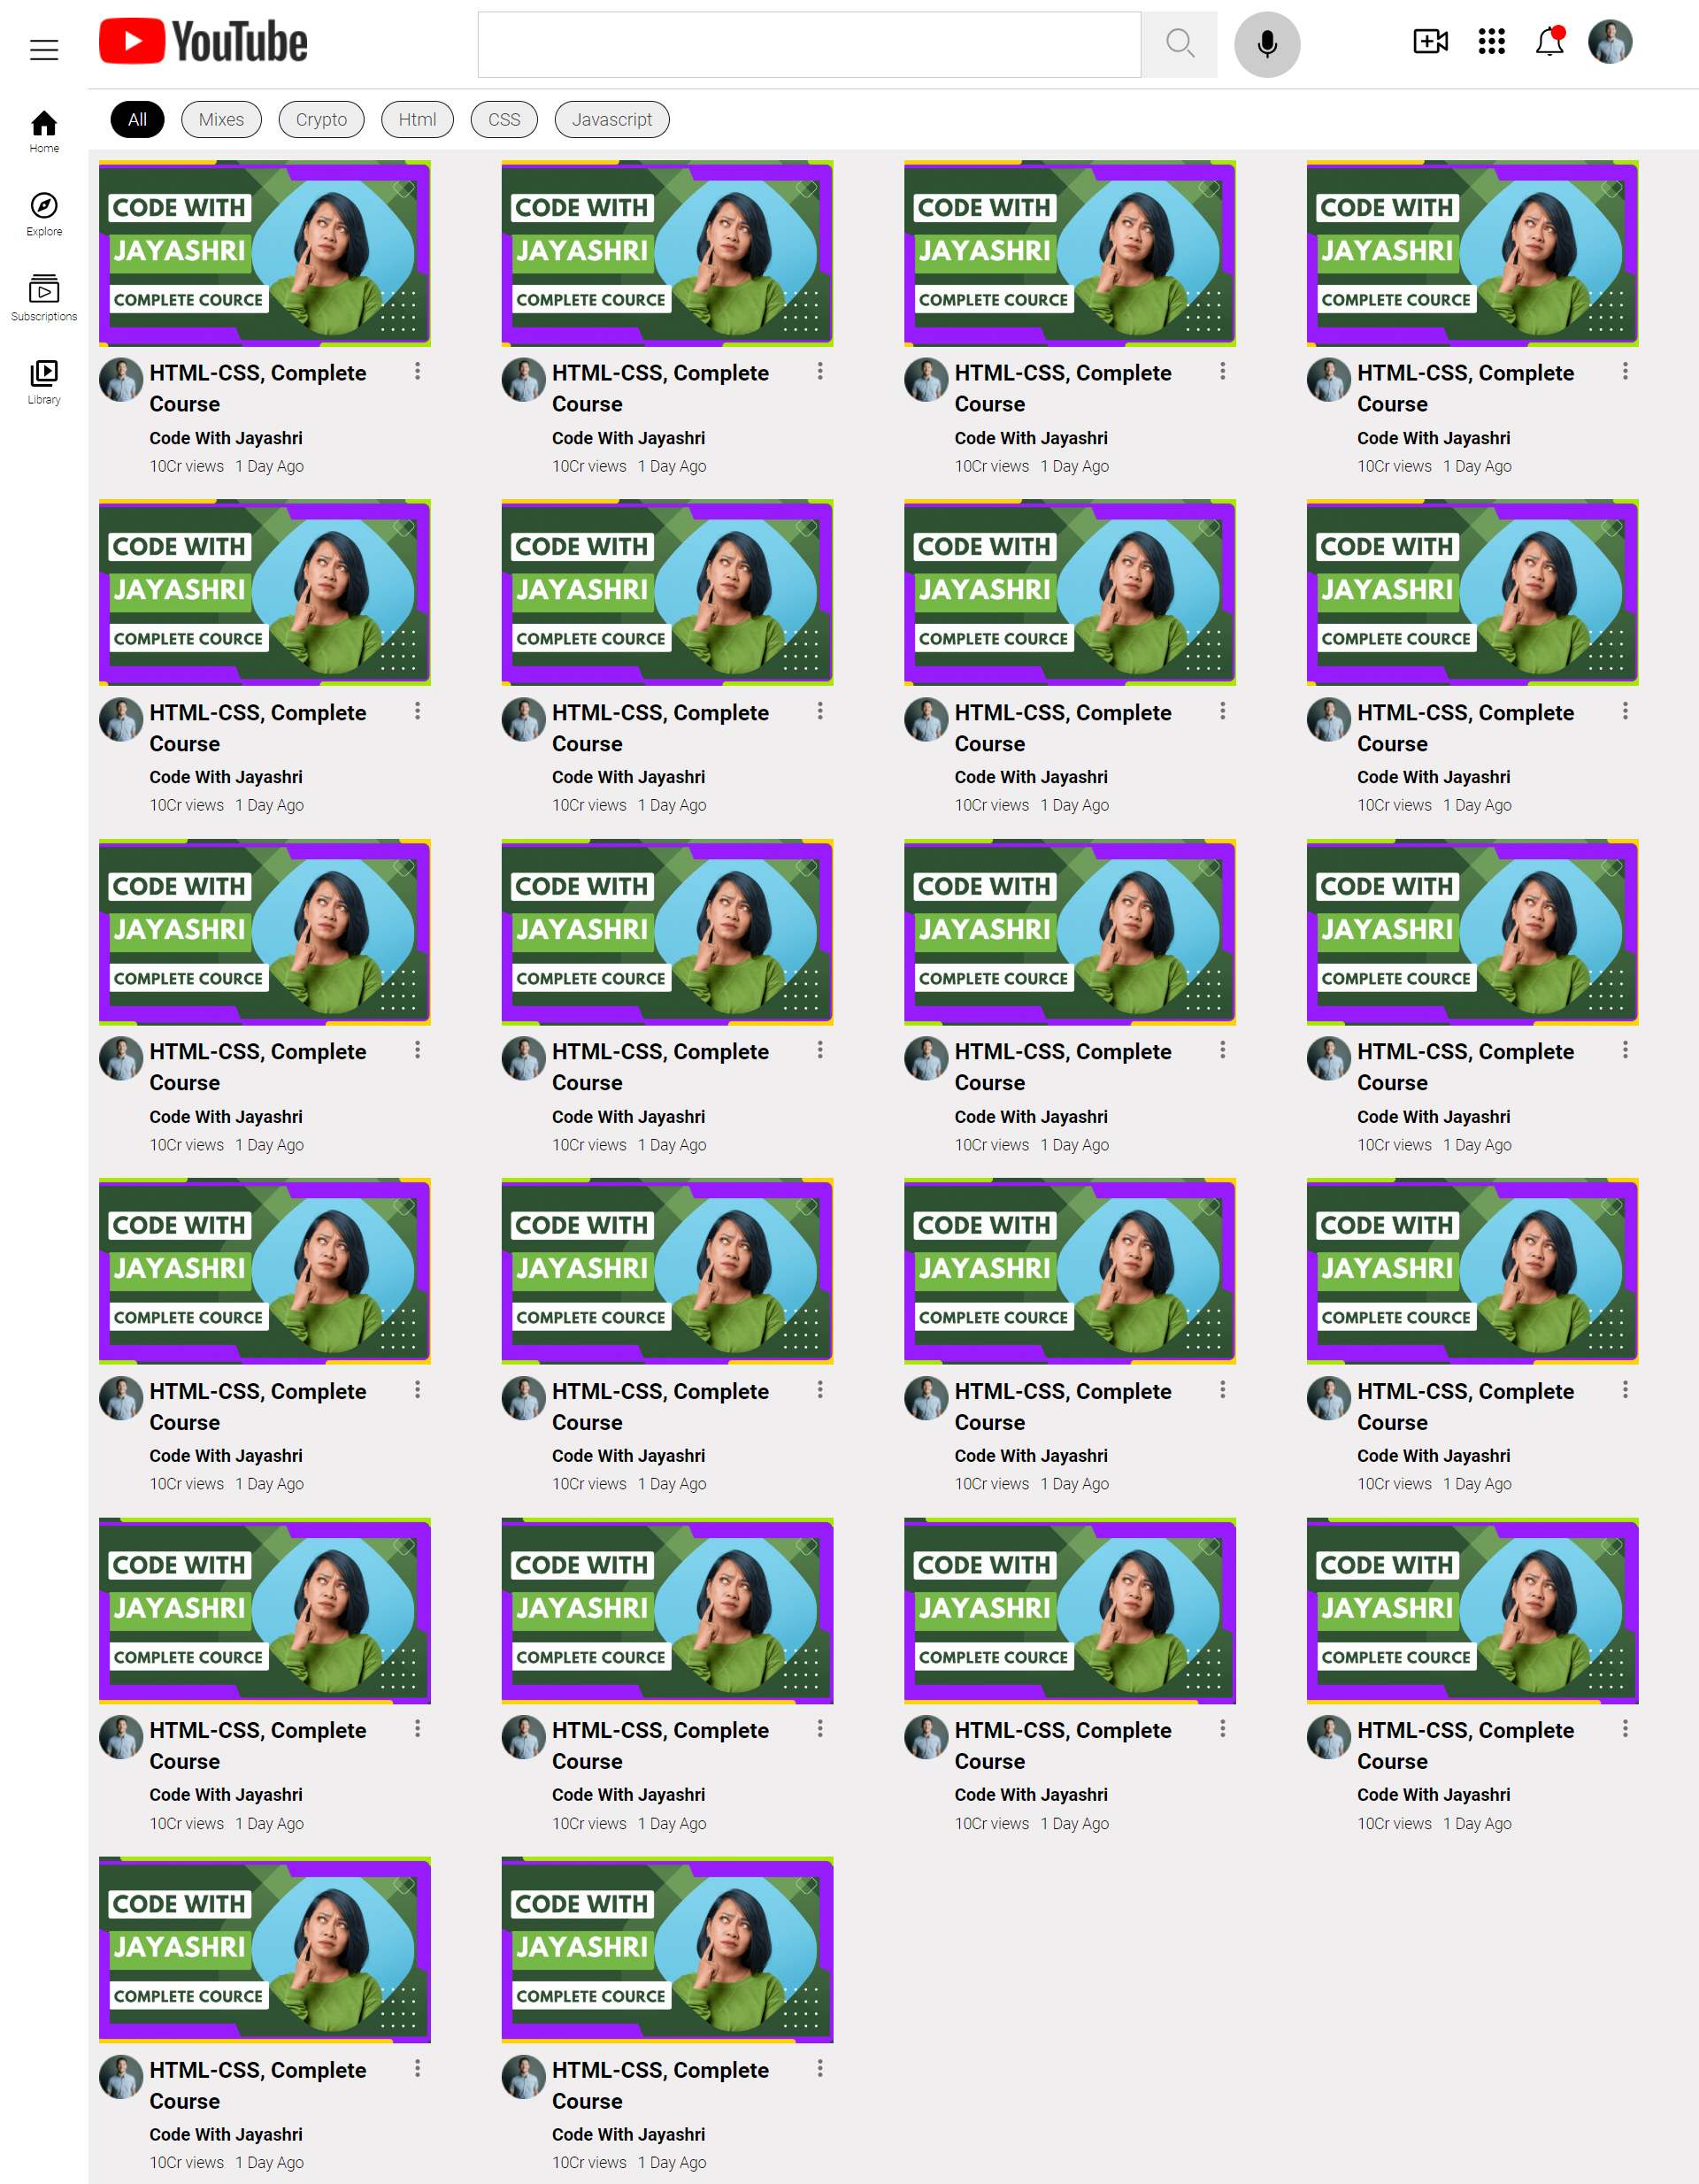 YouTube
All Mixes Crypto Html CSS Javascript
Home
Explore
Subscriptions
Library
CODE WITH CODE WITH CODE WITH CODE WITH
JAYASHRI JAYASHRI JAYASHRI JAYASHRI
COMPLETE COURCE COMPLETE COURCE COMPLETE COURCE COMPLETE COURCE
HTML-CSS, Complete HTML-CSS, Complete HTML-CSS, Complete HTML-CSS, Complete
Course Course Course Course
Code With Jayashri Code With Jayashri Code With Jayashri Code With Jayashri
10Cr views 1 Day Ago 10Cr views 1 Day Ago 10Cr views 1 Day Ago 10Cr views 1 Day Ago
CODE WITH CODE WITH CODE WITH CODE WITH
JAYASHRI JAYASHRI JAYASHRI JAYASHRI
COMPLETE COURCE COMPLETE COURCE COMPLETE COURCE COMPLETE COURCE
HTML-CSS, Complete HTML-CSS, Complete HTML-CSS, Complete HTML-CSS, Complete
Course Course Course Course
Code With Jayashri Code With Jayashri Code With Jayashri Code With Jayashri
10Cr views 1 Day Ago 10Cr views 1 Day Ago 10Cr views 1 Day Ago 10Cr views 1 Day Ago
CODE WITH CODE WITH CODE WITH CODE WITH
JAYASHRI JAYASHRI JAYASHRI JAYASHRI
COMPLETE COURCE COMPLETE COURCE COMPLETE COURCE COMPLETE COURCE
HTML-CSS, Complete HTML-CSS, Complete HTML-CSS, Complete HTML-CSS, Complete
Course Course Course Course
Code With Jayashri Code With Jayashri Code With Jayashri Code With Jayashri
10Cr views 1 Day Ago 10Cr views 1 Day Ago 10Cr views 1 Day Ago 10Cr views 1 Day Ago
CODE WITH CODE WITH CODE WITH CODE WITH
JAYASHRI JAYASHRI JAYASHRI JAYASHRI
COMPLETE COURCE COMPLETE COURCE COMPLETE COURCE COMPLETE COURCE
HTML-CSS, Complete HTML-CSS, Complete HTML-CSS, Complete HTML-CSS, Complete
Course Course Course Course
Code With Jayashri Code With Jayashri Code With Jayashri Code With Jayashri
10Cr views 1 Day Ago 10Cr views 1 Day Ago 10Cr views 1 Day Ago 10Cr views 1 Day Ago
CODE WITH CODE WITH CODE WITH CODE WITH
JAYASHRI JAYASHRI JAYASHRI JAYASHRI
COMPLETE COURCE COMPLETE COURCE COMPLETE COURCE COMPLETE COURCE
HTML-CSS, Complete HTML-CSS, Complete HTML-CSS, Complete HTML-CSS, Complete
Course Course Course Course
Code With Jayashri Code With Jayashri Code With Jayashri Code With Jayashri
10Cr views 1 Day Ago 10Cr views 1 Day Ago 10Cr views 1 Day Ago 10Cr views 1 Day Ago
CODE WITH CODE WITH
JAYASHRI JAYASHRI
COMPLETE COURCE COMPLETE COURCE
HTML-CSS, Complete HTML-CSS, Complete
Course Course
Code With Jayashri Code With Jayashri
10Cr views 1 Day Ago 10Cr views 1 Day Ago